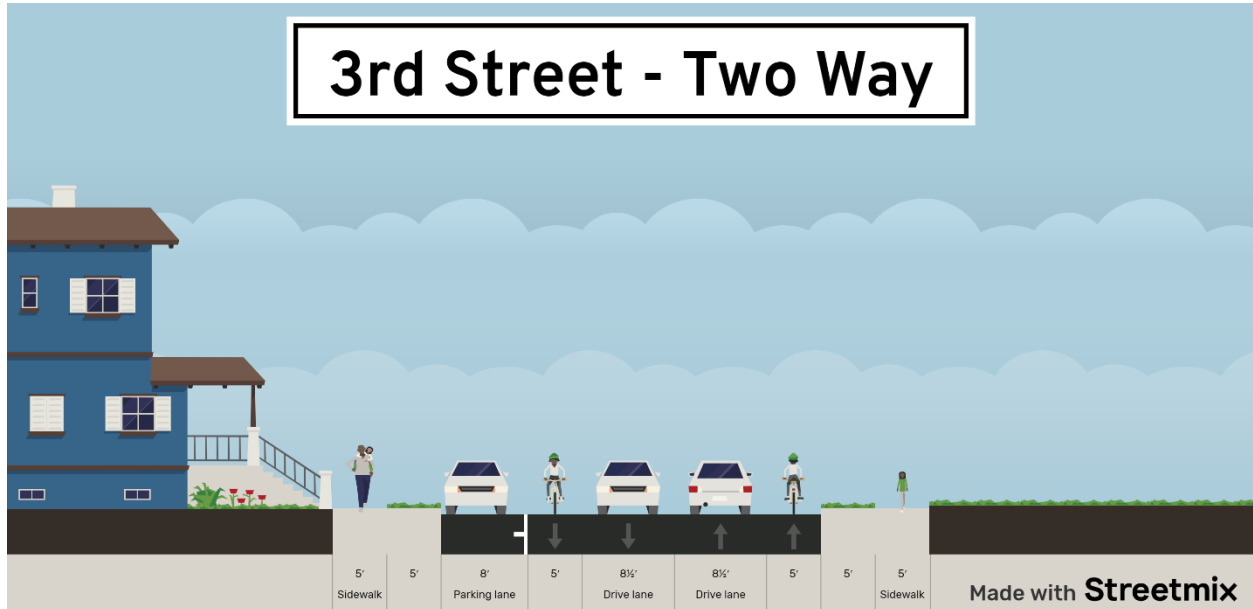 3rd Street - Two Way
5' 5' 8' 5' 8½' 8½' 5' 5' 5'
Sidewalk Parking lane Drive lane Drive lane Sidewalk
Made with Streetmix